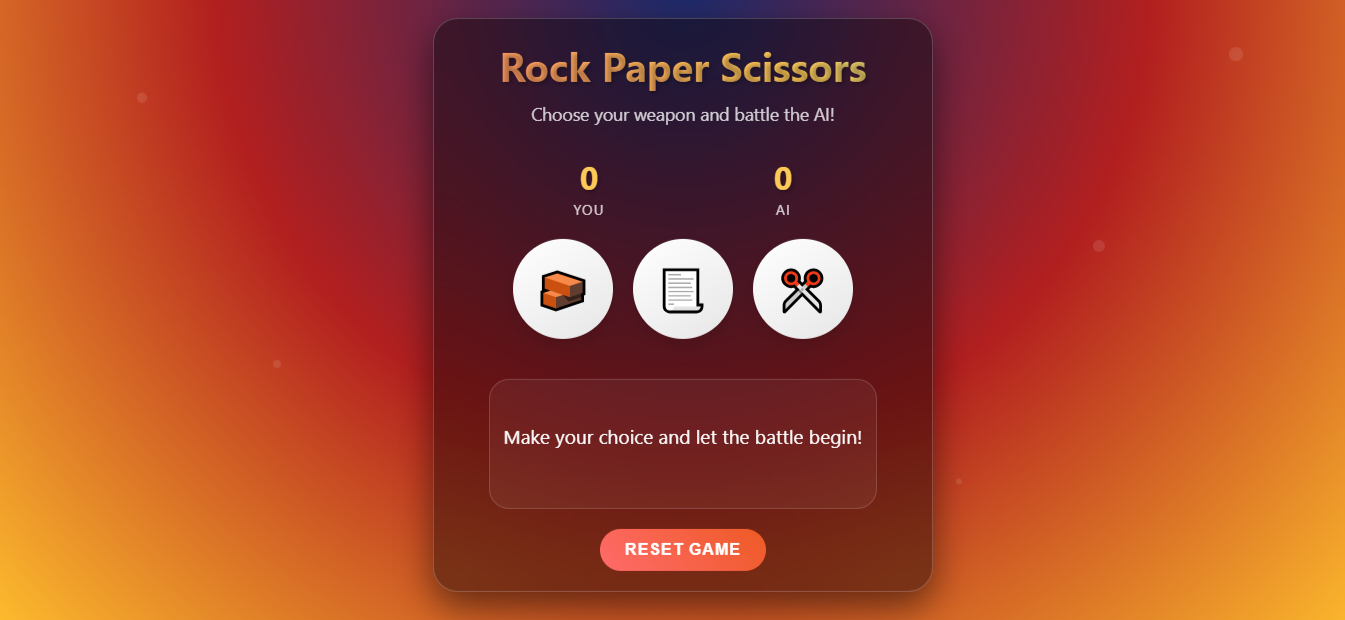 Rock Paper Scissors
Choose your weapon and battle the AI!
0
YOU
0
AI
Make your choice and let the battle begin!
RESET GAME